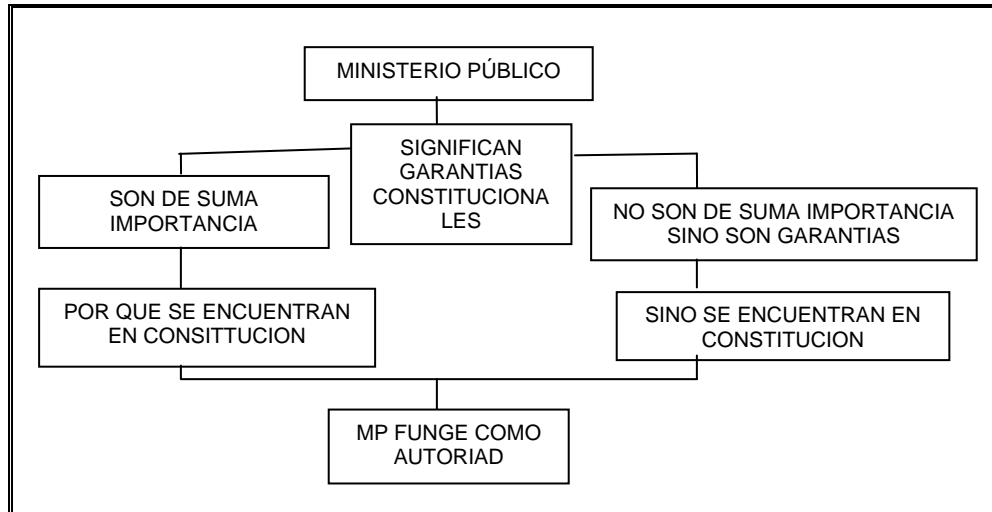 MINISTERIO PÚBLICO
SIGNIFICAN
GARANTIAS
CONSTITUCIONA
LES
SON DE SUMA
IMPORTANCIA
NO SON DE SUMA IMPORTANCIA
SINO SON GARANTIAS
POR QUE SE ENCUENTRAN
EN CONSITTUCION
SINO SE ENCUENTRAN EN
CONSTITUCION
MP FUNGE COMO
AUTORIAD